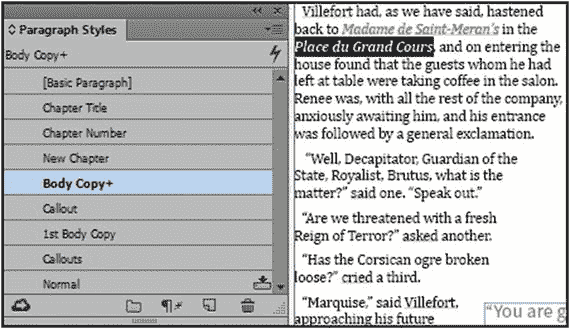 Paragraph Styles
Body Copy+
[Basic Paragraph]
Chapter Title
Chapter Number
New Chapter
Body Copy+
Callout
1st Body Copy
Callouts
Normal
Villefort had, as we have said, hastened
back to Madame de Saint-Meran's in the
Place du Grand Cours, and on entering the
house found that the guests whom he had
left at table were taking coffee in the salon.
Renee was, with all the rest of the company,
anxiously awaiting him, and his entrance
was followed by a general exclamation.
“Well, Decapitator, Guardian of the
State, Royalist, Brutus, what is the
matter?” said one. “Speak out.”
“Are we threatened with a fresh
Reign of Terror?” asked another.
“Has the Corsican ogre broken
loose?” cried a third.
“Marquise,” said Villefort,
approaching his future
“You are g